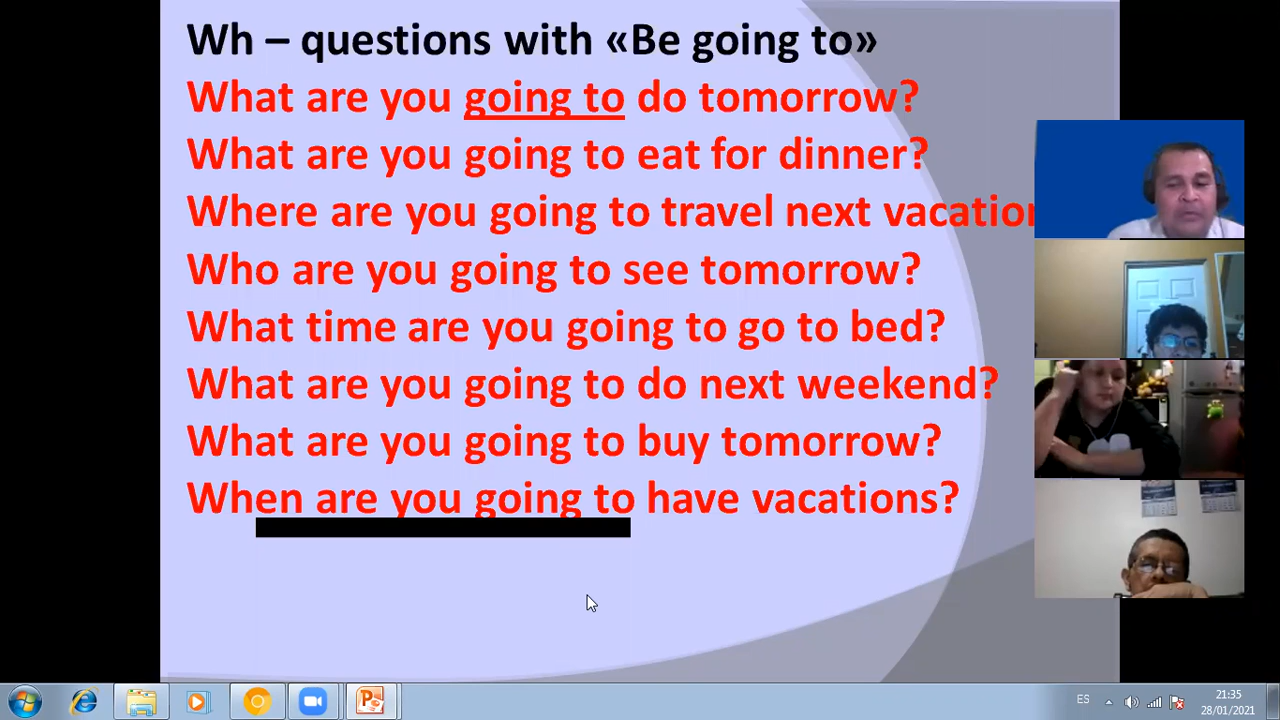 Wh – questions with «Be going to»
What are you going to do tomorrow?
What are you going to eat for dinner?
Where are you going to travel next vacation
Who are you going to see tomorrow?
What time are you going to go to bed?
What are you going to do next weekend?
What are you going to buy tomorrow?
When are you going to have vacations?
ES
21:35
28/01/2021